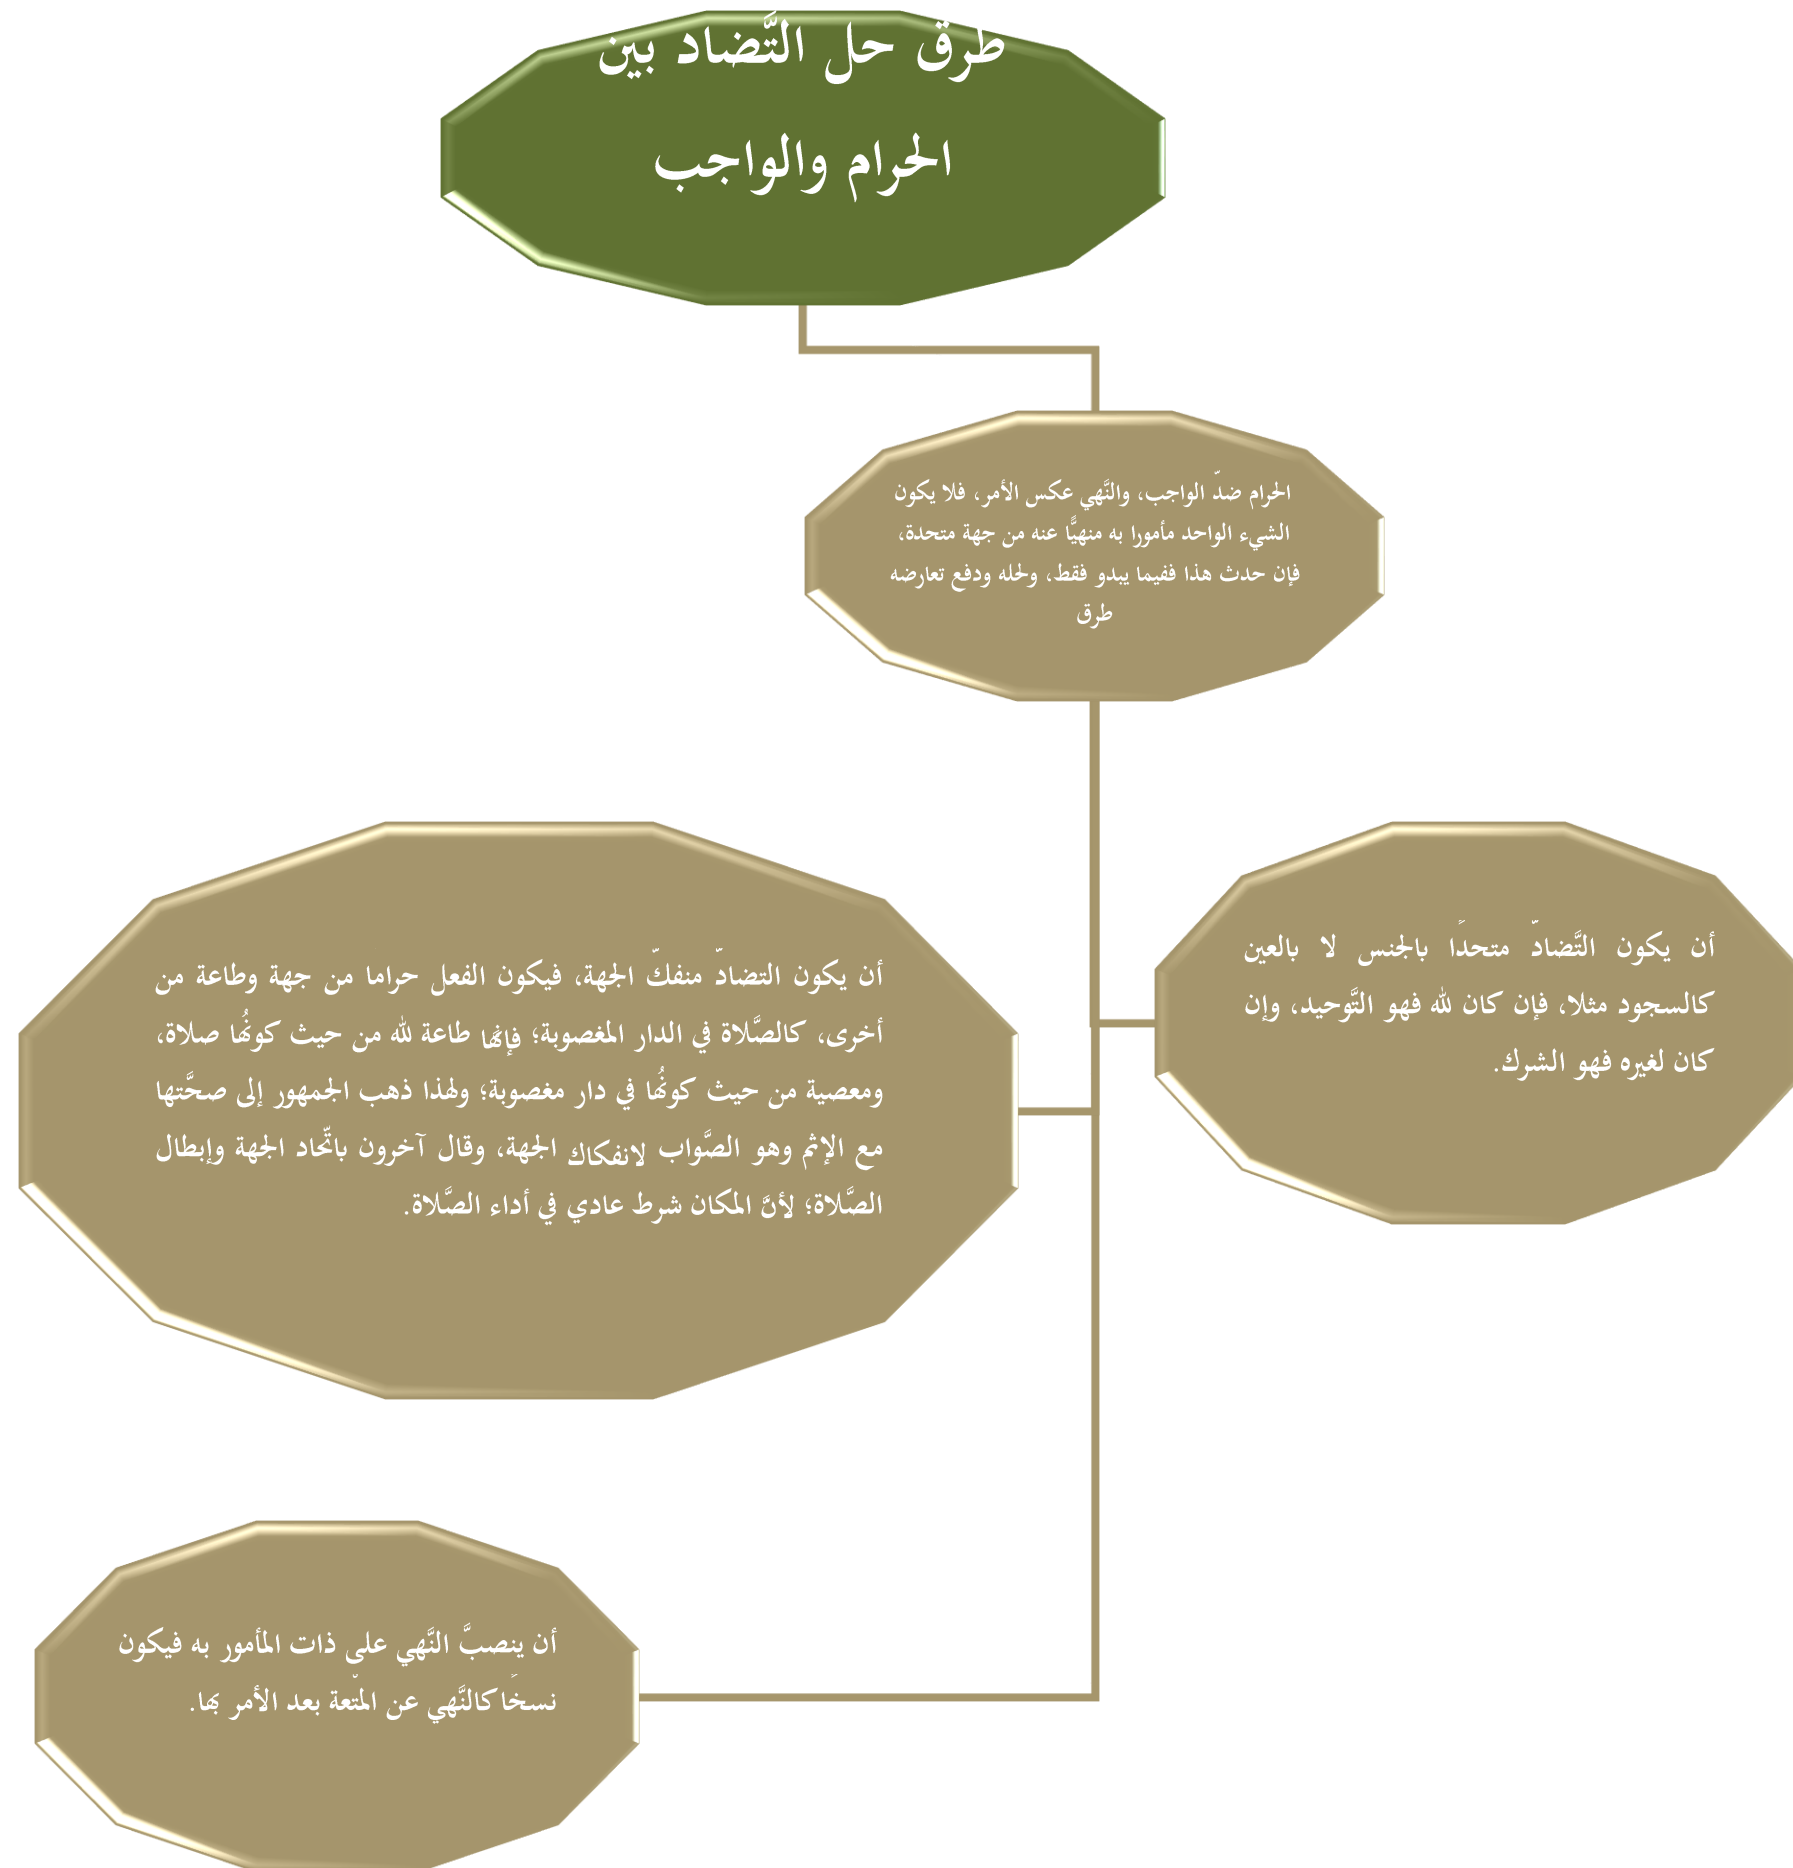 طرق حل التَّضاد بين
الحرام والواجب
الحرام ضدّ الواجب، والنَّهي عكس الأمر، فلا يكون
الشيء الواحد مأمورا به منهيًّا عنه من جهة متحدة،
فإن حدث هذا ففيما يبدو فقط، ولحله ودفع تعارضه
طرق
أن يكون التَّضادّ متحدًا بالجنس لا بالعين
كالسجود مثلا، فإن كان لله فهو التَّوحيد، وإن
كان لغيره فهو الشرك.
أن يكون التضادّ منفكّ الجهة، فيكون الفعل حراما من جهة وطاعة من
أخرى، كالصَّلاة في الدار المغصوبة؛ فإنها طاعة لله من حيث كونُها صلاة،
ومعصية من حيث كونُها في دار مغصوبة؛ ولهذا ذهب الجمهور إلى صحَّتها
مع الإثم وهو الصَّواب لانفكاك الجهة، وقال آخرون باتّحاد الجهة وإبطال
الصَّلاة؛ لأنَّ المكان شرط عادي في أداء الصَّلاة.
أن ينصبَّ النَّهي على ذات المأمور به فيكون
نسخًا كالنَّهي عن المتّعة بعد الأمر بها.